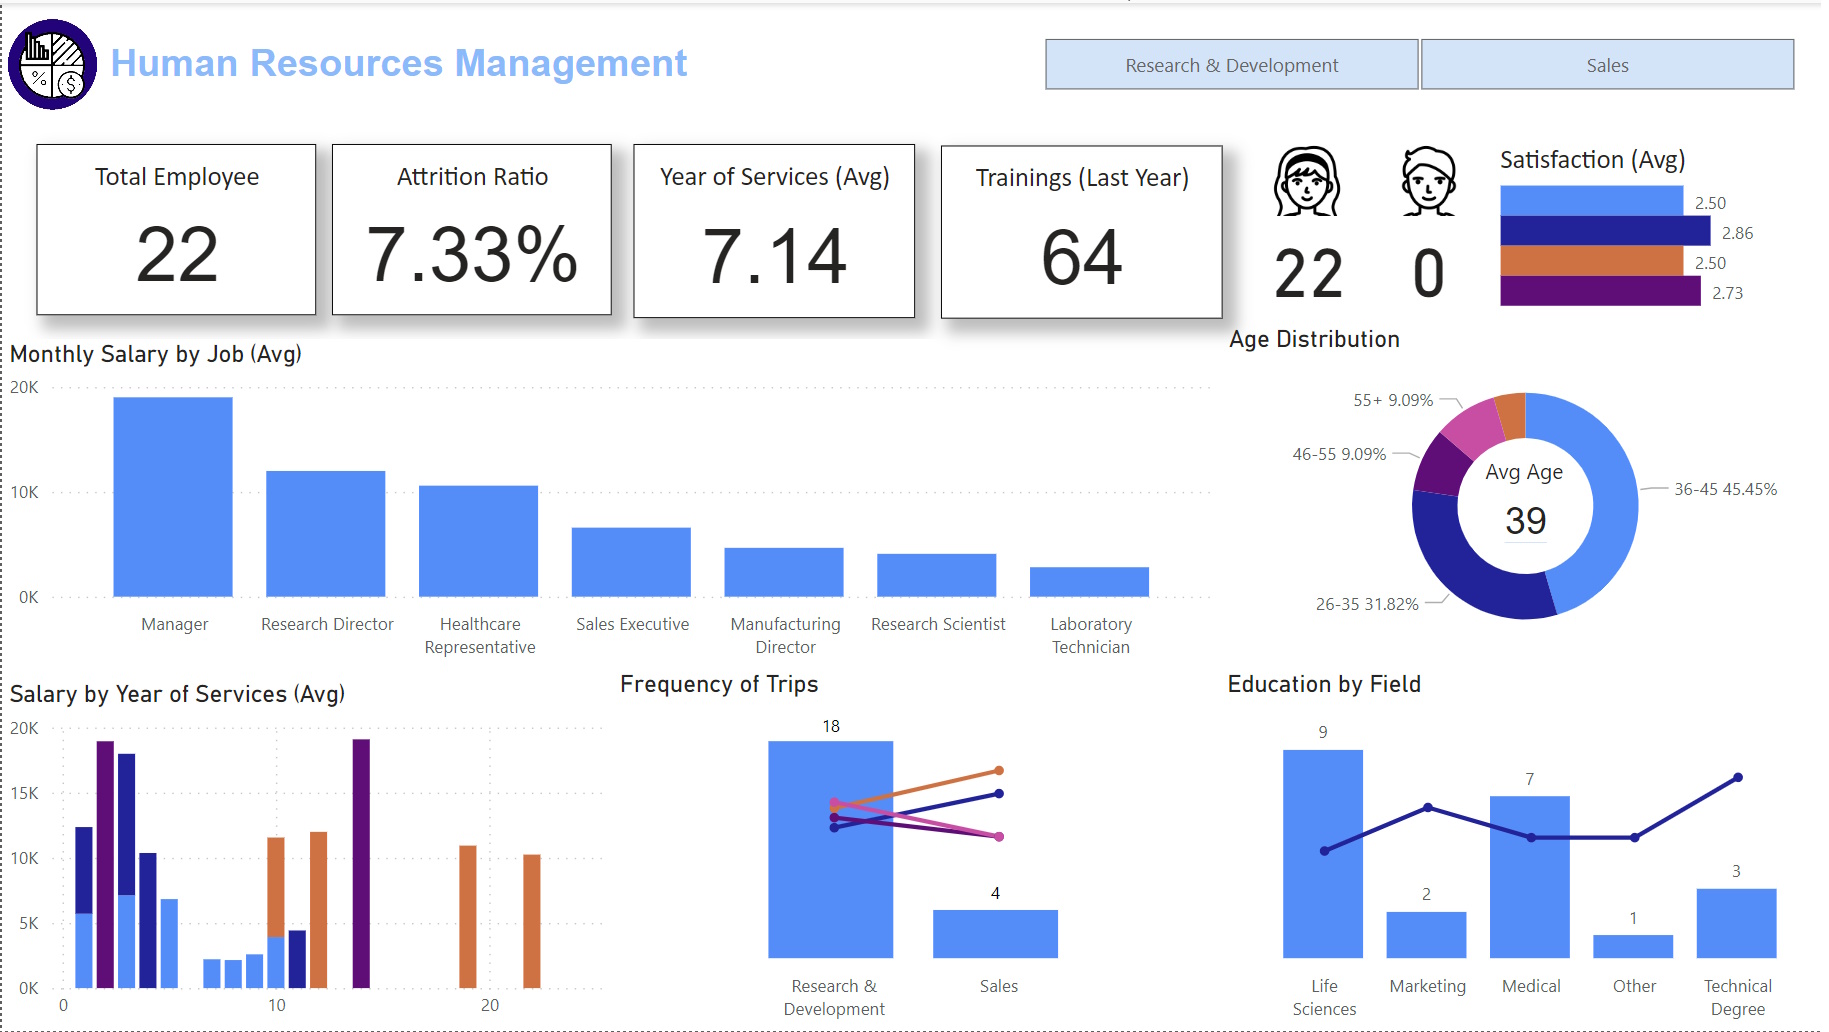 Human Resources Management
Research & Development
Sales
Total Employee
22
Attrition Ratio
7.33%
Year of Services (Avg)
7.14
Trainings (Last Year)
64
22
0
Satisfaction (Avg)
2.50
2.86
2.50
2.73
Monthly Salary by Job (Avg)
20K
10K
0K
Manager
Research Director
Healthcare
Representative
Sales Executive
Manufacturing
Director
Research Scientist
Laboratory
Technician
Age Distribution
55+ 9.09%
46-55 9.09%
36-45 45.45%
26-35 31.82%
Avg Age
39
Salary by Year of Services (Avg)
20K
15K
10K
5K
0K
0
10
20
Frequency of Trips
18
4
Research &
Development
Sales
Education by Field
9
2
7
1
3
Life
Sciences
Marketing
Medical
Other
Technical
Degree
%
$